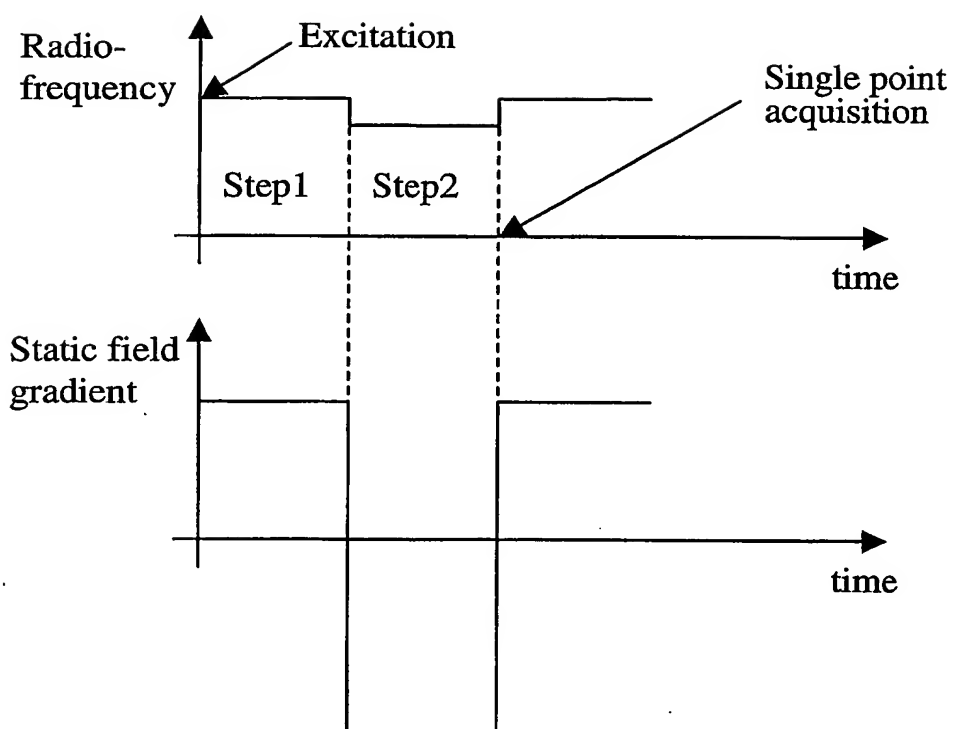 Radio-
frequency
Excitation
Single point
acquisition
Step1
Step2
time
Static field
gradient
time